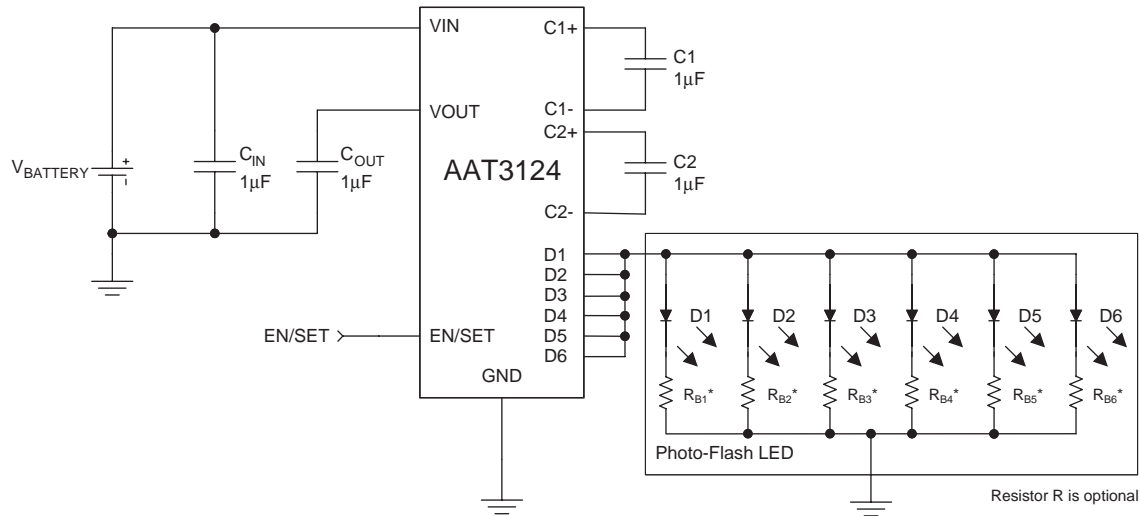 VIN
C1+
C1
1µF
VOUT
C1-
C2+
V_BATTERY
+
-
C_IN
1µF
C_OUT
1µF
AAT3124
C2
1µF
C2-
D1
D2
D3
D4
D5
D6
EN/SET
EN/SET
GND
D1
D2
D3
D4
D5
D6
R_B1*
R_B2*
R_B3*
R_B4*
R_B5*
R_B6*
Photo-Flash LED
Resistor R is optional